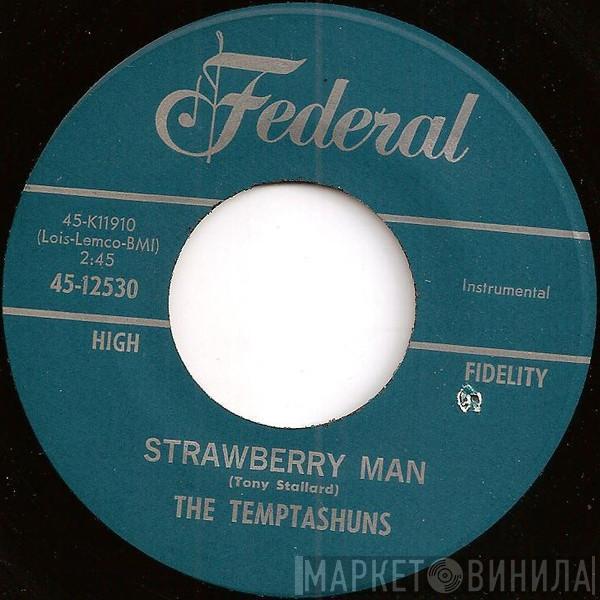 Federal
45-K11910
(Lois-Lemco-BMI)
2:45
45-12530
Instrumental
HIGH
FIDELITY
STRAWBERRY MAN
(Tony Stallard)
THE TEMPTASHUNS
МАРКЕТ ВИНИЛА